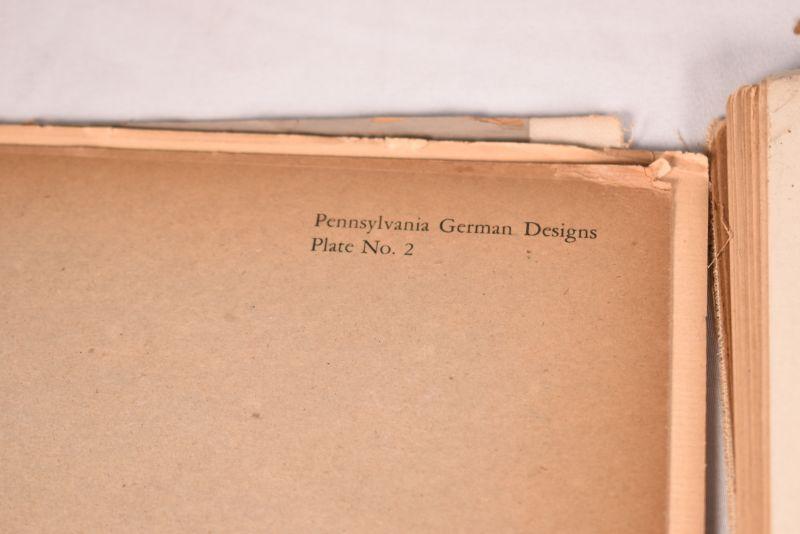 Pennsylvania German Designs
Plate No. 2